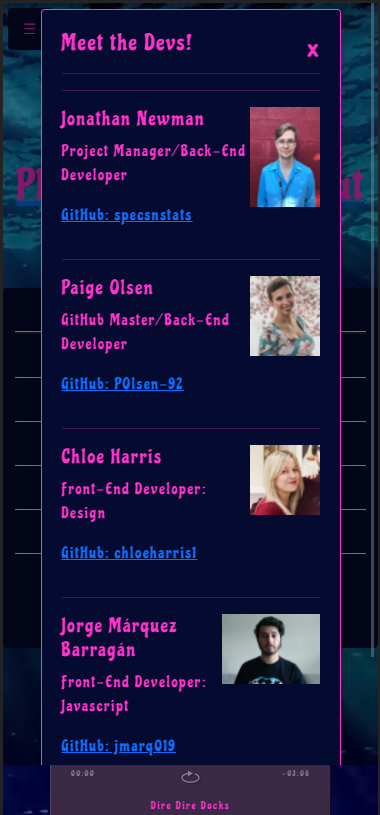 Meet the Devs!
x
Jonathan Newman
Project Manager/Back-End
Developer
GitHub: specsnstats
Paige Olsen
GitHub Master/Back-End
Developer
GitHub: POlsen-92
Chloe Harris
Front-End Developer:
Design
GitHub: chloeharris1
Jorge Márquez
Barragán
Front-End Developer:
Javascript
GitHub: jmarq019
00:00
-01:06
Dire Dire Docks